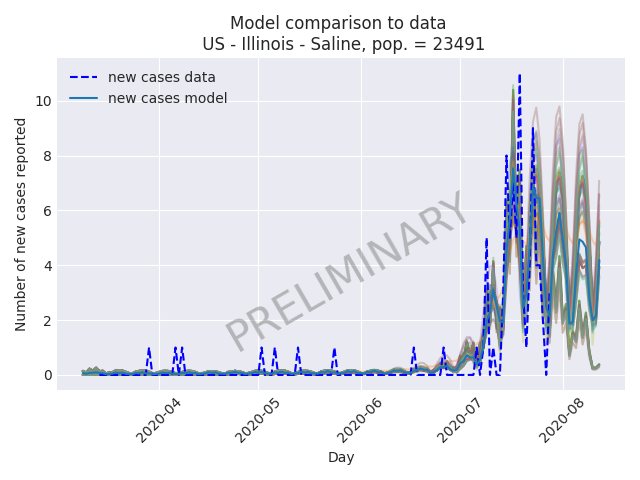 Model comparison to data
US - Illinois - Saline, pop. = 23491
new cases data
new cases model
Number of new cases reported
10
8
6
4
2
0
PRELIMINARY
2020-04
2020-05
2020-06
2020-07
2020-08
Day